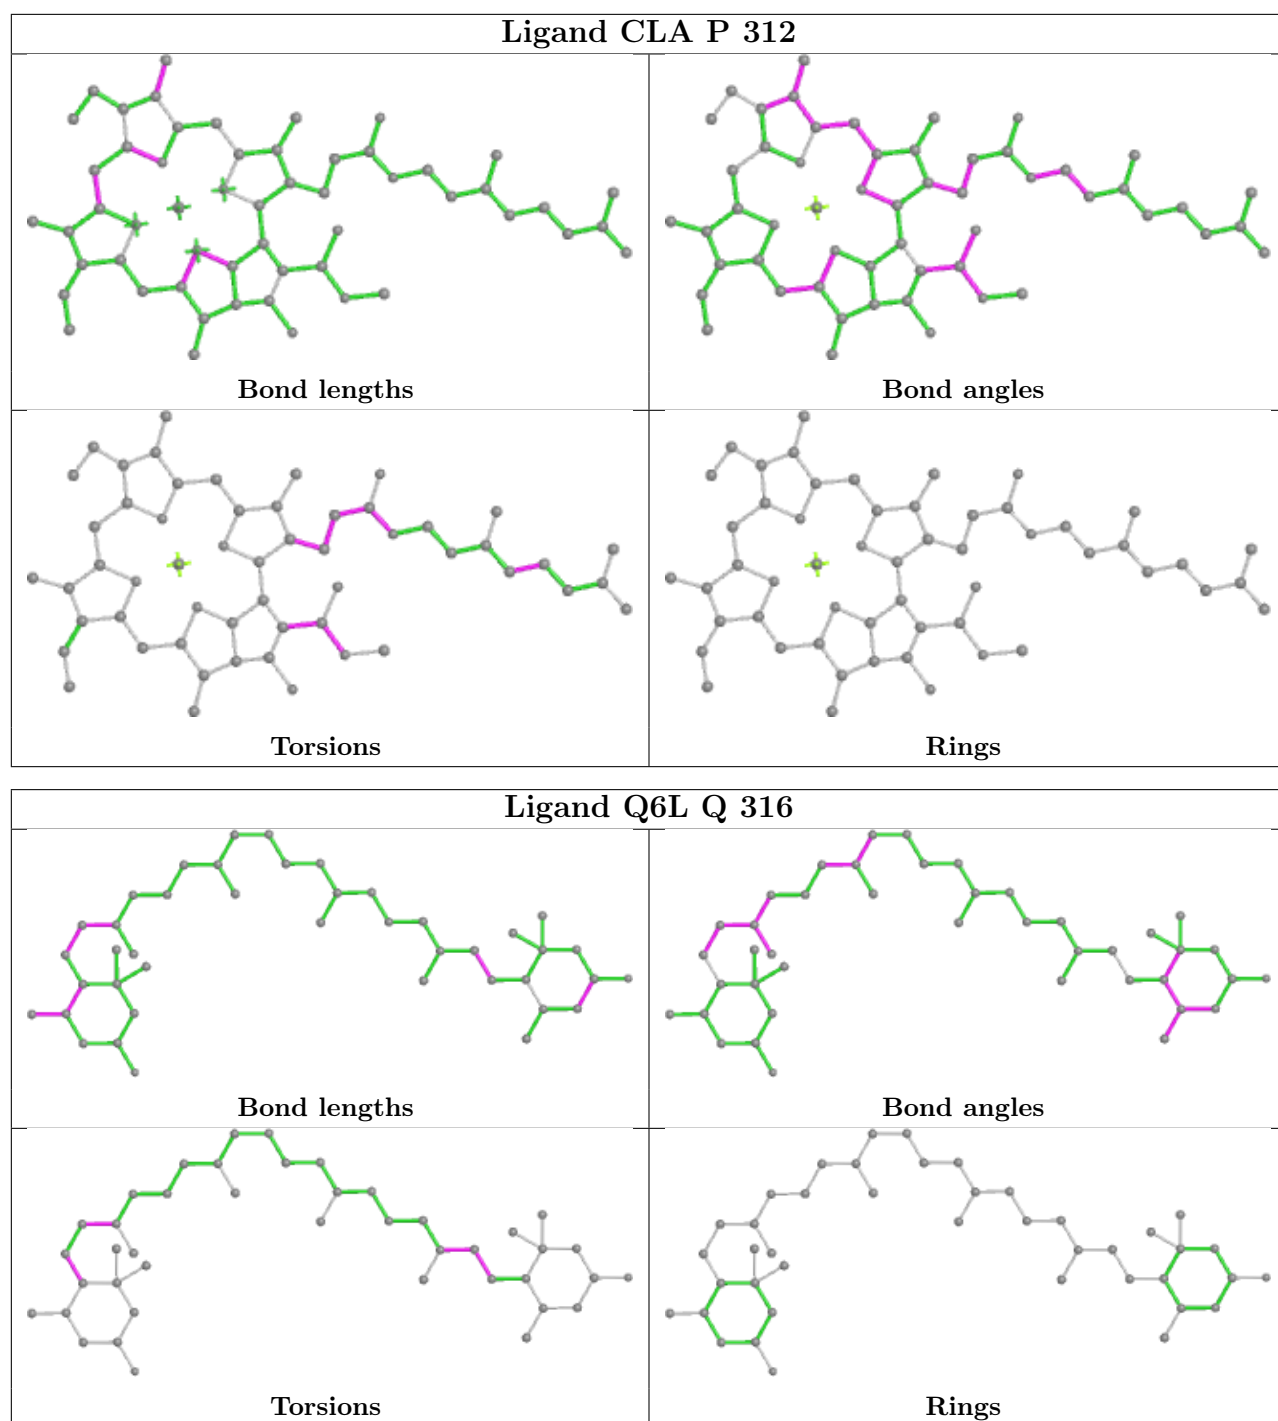 Ligand CLA P 312
Bond lengths
Bond angles
Torsions
Rings
Ligand Q6L Q 316
Bond lengths
Bond angles
Torsions
Rings